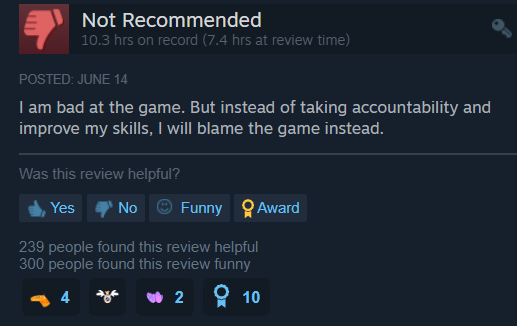 Not Recommended
10.3 hrs on record (7.4 hrs at review time)
POSTED: JUNE 14
I am bad at the game. But instead of taking accountability and
improve my skills, I will blame the game instead.
Was this review helpful?
Yes No Funny Award
239 people found this review helpful
300 people found this review funny
4 2 10